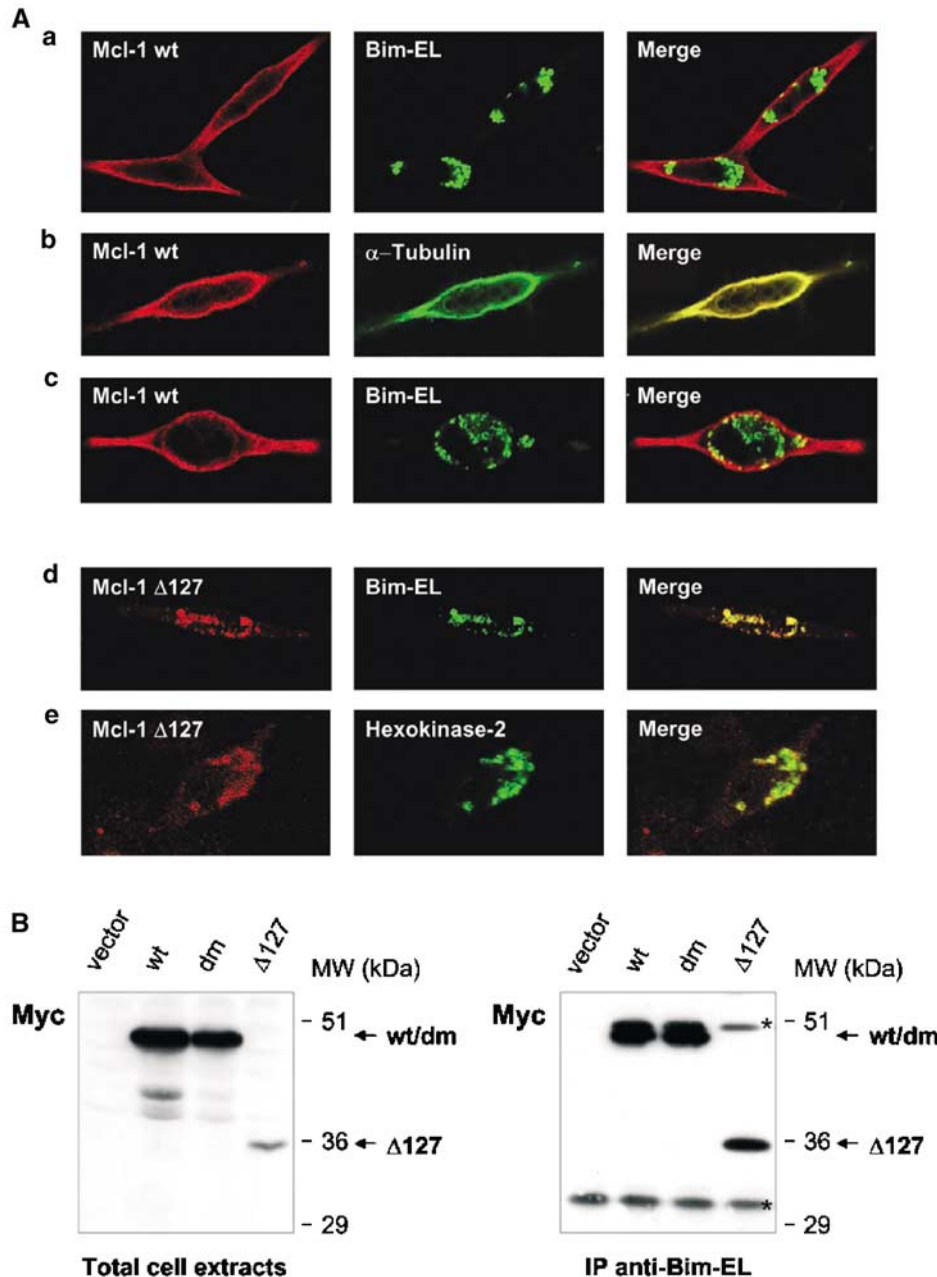 A
a
Mcl-1 wt Bim-EL Merge
b
Mcl-1 wt α–Tubulin Merge
c
Mcl-1 wt Bim-EL Merge
d
Mcl-1 Δ127 Bim-EL Merge
e
Mcl-1 Δ127 Hexokinase-2 Merge
B
vector wt dm Δ127 MW (kDa)
Myc
- 51
← wt/dm
- 36 ← Δ127
- 29
Total cell extracts
vector wt dm Δ127 MW (kDa)
Myc
* - 51
← wt/dm
- 36 ← Δ127
*
- 29
IP anti-Bim-EL